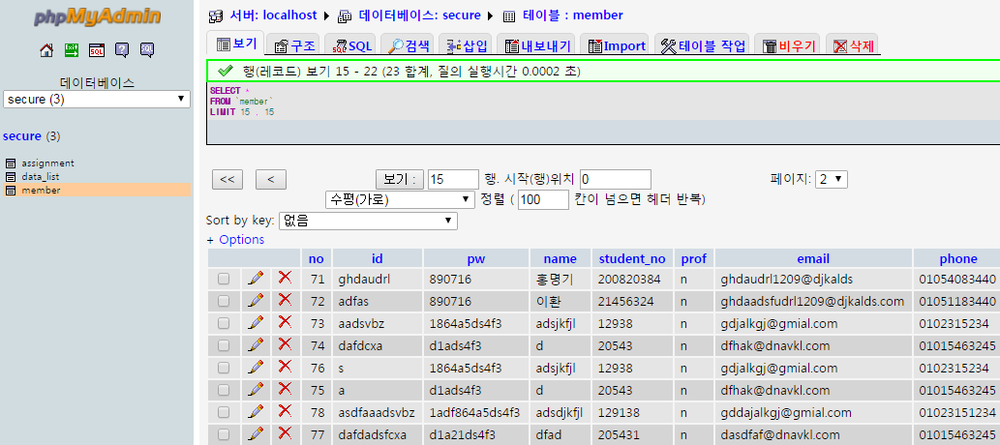 phpMyAdmin
서버: localhost ▸ 데이터베이스: secure ▸ 테이블 : member
보기 구조 SQL 검색 삽입 내보내기 Import 테이블 작업 비우기 삭제
행(레코드) 보기 15 - 22 (23 합계, 질의 실행시간 0.0002 초)
SELECT *
FROM `member`
LIMIT 15 , 15
데이터베이스
secure (3)
secure (3)
assignment
data_list
member
<< < 보기 : 15 행. 시작(행)위치 0 페이지: 2
수평(가로) 정렬 ( 100 칸이 넘으면 헤더 반복)
Sort by key: 없음
+ Options
no id pw name student_no prof email phone
71 ghdaudrl 890716 홍명기 200820384 n ghdaudrl1209@djkalds 01054083440
72 adfas 890716 이환 21456324 n ghdaadsfudrl1209@djkalds.com 01051183440
73 aadsvbz 1864a5ds4f3 adsjkfjl 12938 n gdjalkgj@gmial.com 0102315234
74 dafdcxa d1ads4f3 d 20543 n dfhak@dnavkl.com 01015463245
76 s 1864a5ds4f3 adsjkfjl 12938 n gdjalkgj@gmial.com 0102315234
75 a d1ads4f3 d 20543 n dfhak@dnavkl.com 01015463245
78 asdfaaadsvbz 1adf864a5ds4f3 adsdjkfjl 129138 n gddajalkgj@gmial.com 01023151234
77 dafdadsfcxa d1a21ds4f3 dfad 205431 n dasdfaf@dnavkl.com 01015463245